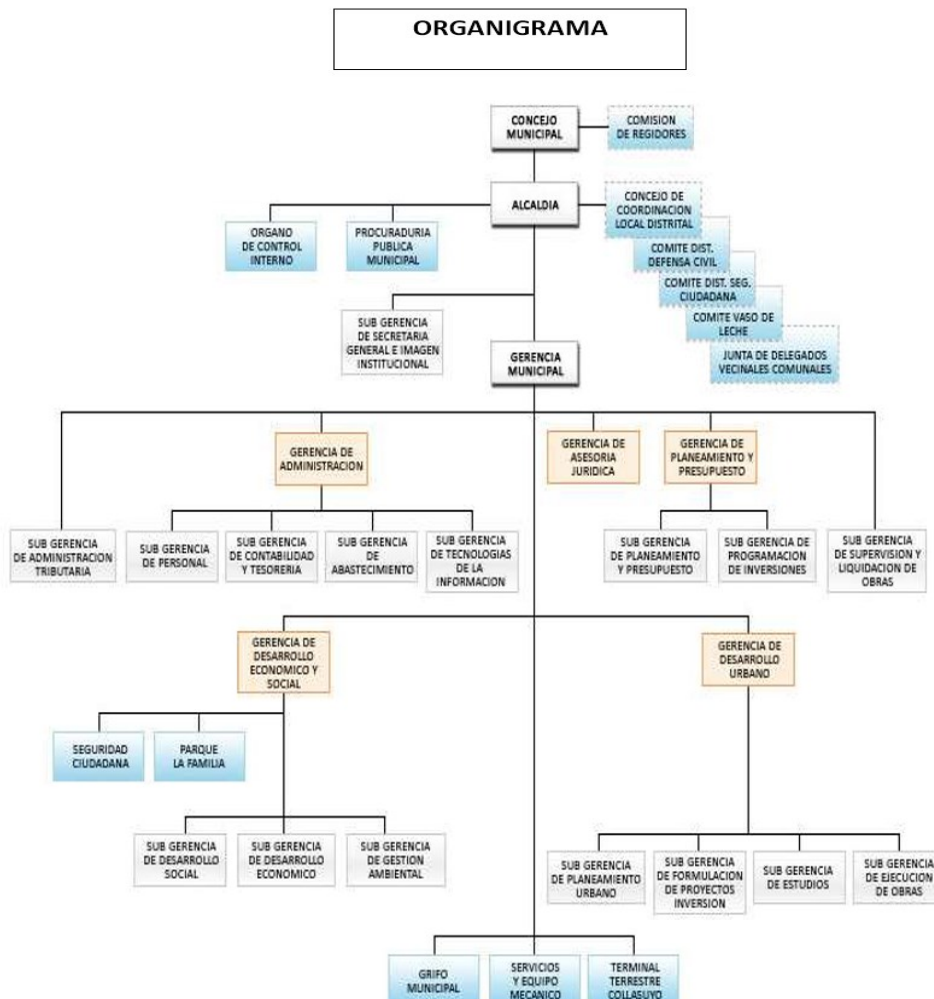 ORGANIGRAMA
CONCEJO
MUNICIPAL
COMISION
DE REGIDORES
ALCALDIA
CONCEJO DE
COORDINACION
LOCAL DISTRITAL
ORGANO
DE CONTROL
INTERNO
PROCURADURIA
PUBLICA
MUNICIPAL
COMITE DIST.
DEFENSA CIVIL
COMITE DIST. SEG.
CIUDADANA
COMITE VASO DE
LECHE
JUNTA DE DELEGADOS
VECINALES COMUNALES
SUB GERENCIA
DE SECRETARIA
GENERAL E IMAGEN
INSTITUCIONAL
GERENCIA
MUNICIPAL
GERENCIA DE
ADMINISTRACION
GERENCIA DE
ASESORIA
JURIDICA
GERENCIA DE
PLANEAMIENTO Y
PRESUPUESTO
SUB GERENCIA
DE ADMINISTRACION
TRIBUTARIA
SUB GERENCIA
DE PERSONAL
SUB GERENCIA
DE CONTABILIDAD
Y TESORERIA
SUB GERENCIA
DE
ABASTECIMIENTO
SUB GERENCIA
DE TECNOLOGIAS
DE LA
INFORMACION
SUB GERENCIA
DE PLANEAMIENTO
Y PRESUPUESTO
SUB GERENCIA DE
PROGRAMACION
DE INVERSIONES
SUB GERENCIA
DE SUPERVISION Y
LIQUIDACION DE
OBRAS
GERENCIA DE
DESARROLLO
ECONOMICO Y
SOCIAL
GERENCIA DE
DESARROLLO
URBANO
SEGURIDAD
CIUDADANA
PARQUE
LA FAMILIA
SUB GERENCIA
DE DESARROLLO
SOCIAL
SUB GERENCIA
DE DESARROLLO
ECONOMICO
SUB GERENCIA
DE GESTION
AMBIENTAL
SUB GERENCIA
DE PLANEAMIENTO
URBANO
SUB GERENCIA
DE FORMULACION
DE PROYECTOS
INVERSION
SUB GERENCIA
DE ESTUDIOS
SUB GERENCIA
DE EJECUCION
DE OBRAS
GRIFO
MUNICIPAL
SERVICIOS
Y EQUIPO
MECANICO
TERMINAL
TERRESTRE
COLLASUYO